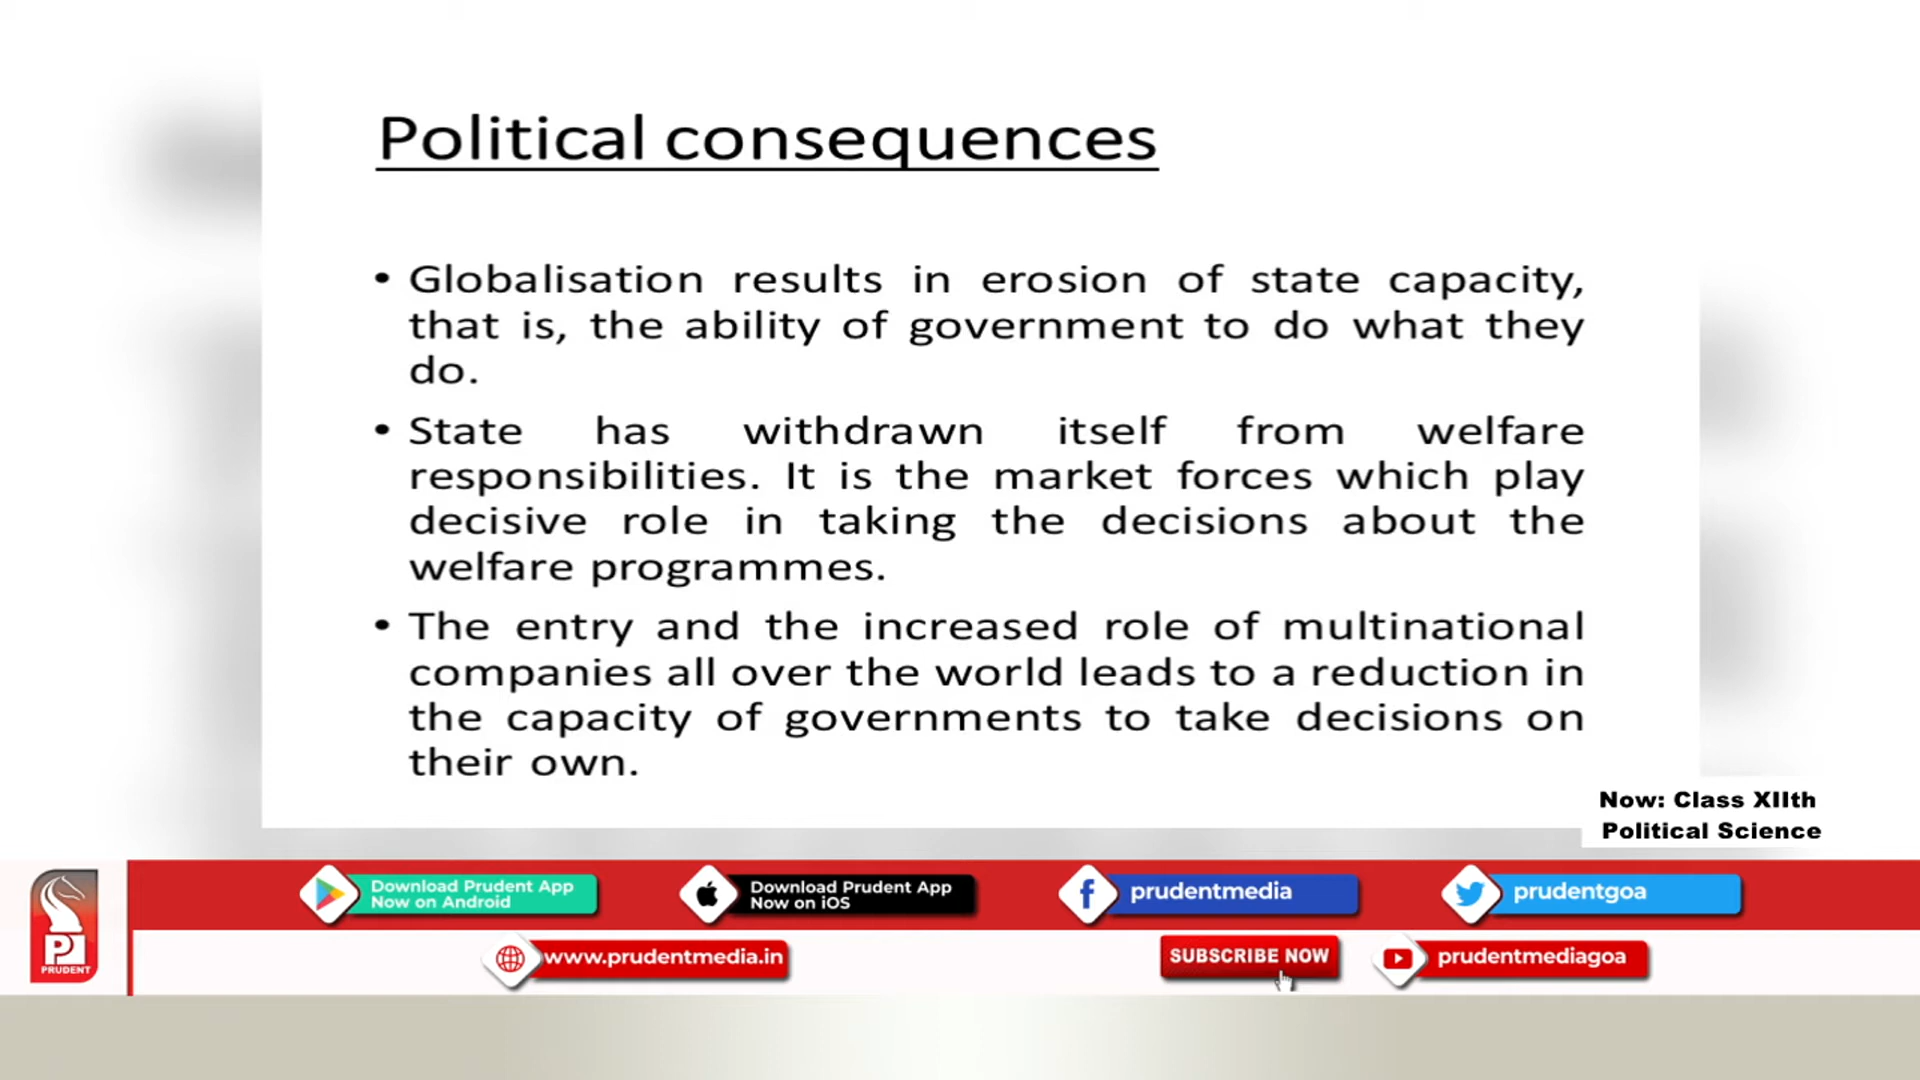 Political consequences
• Globalisation results in erosion of state capacity,
that is, the ability of government to do what they
do.
• State has withdrawn itself from welfare
responsibilities. It is the market forces which play
decisive role in taking the decisions about the
welfare programmes.
• The entry and the increased role of multinational
companies all over the world leads to a reduction in
the capacity of governments to take decisions on
their own.
Now: Class XIIth
Political Science
Download Prudent App
Now on Android
Download Prudent App
Now on iOS
prudentmedia
prudentgoa
PRUDENT
www.prudentmedia.in
SUBSCRIBE NOW
prudentmediagoa